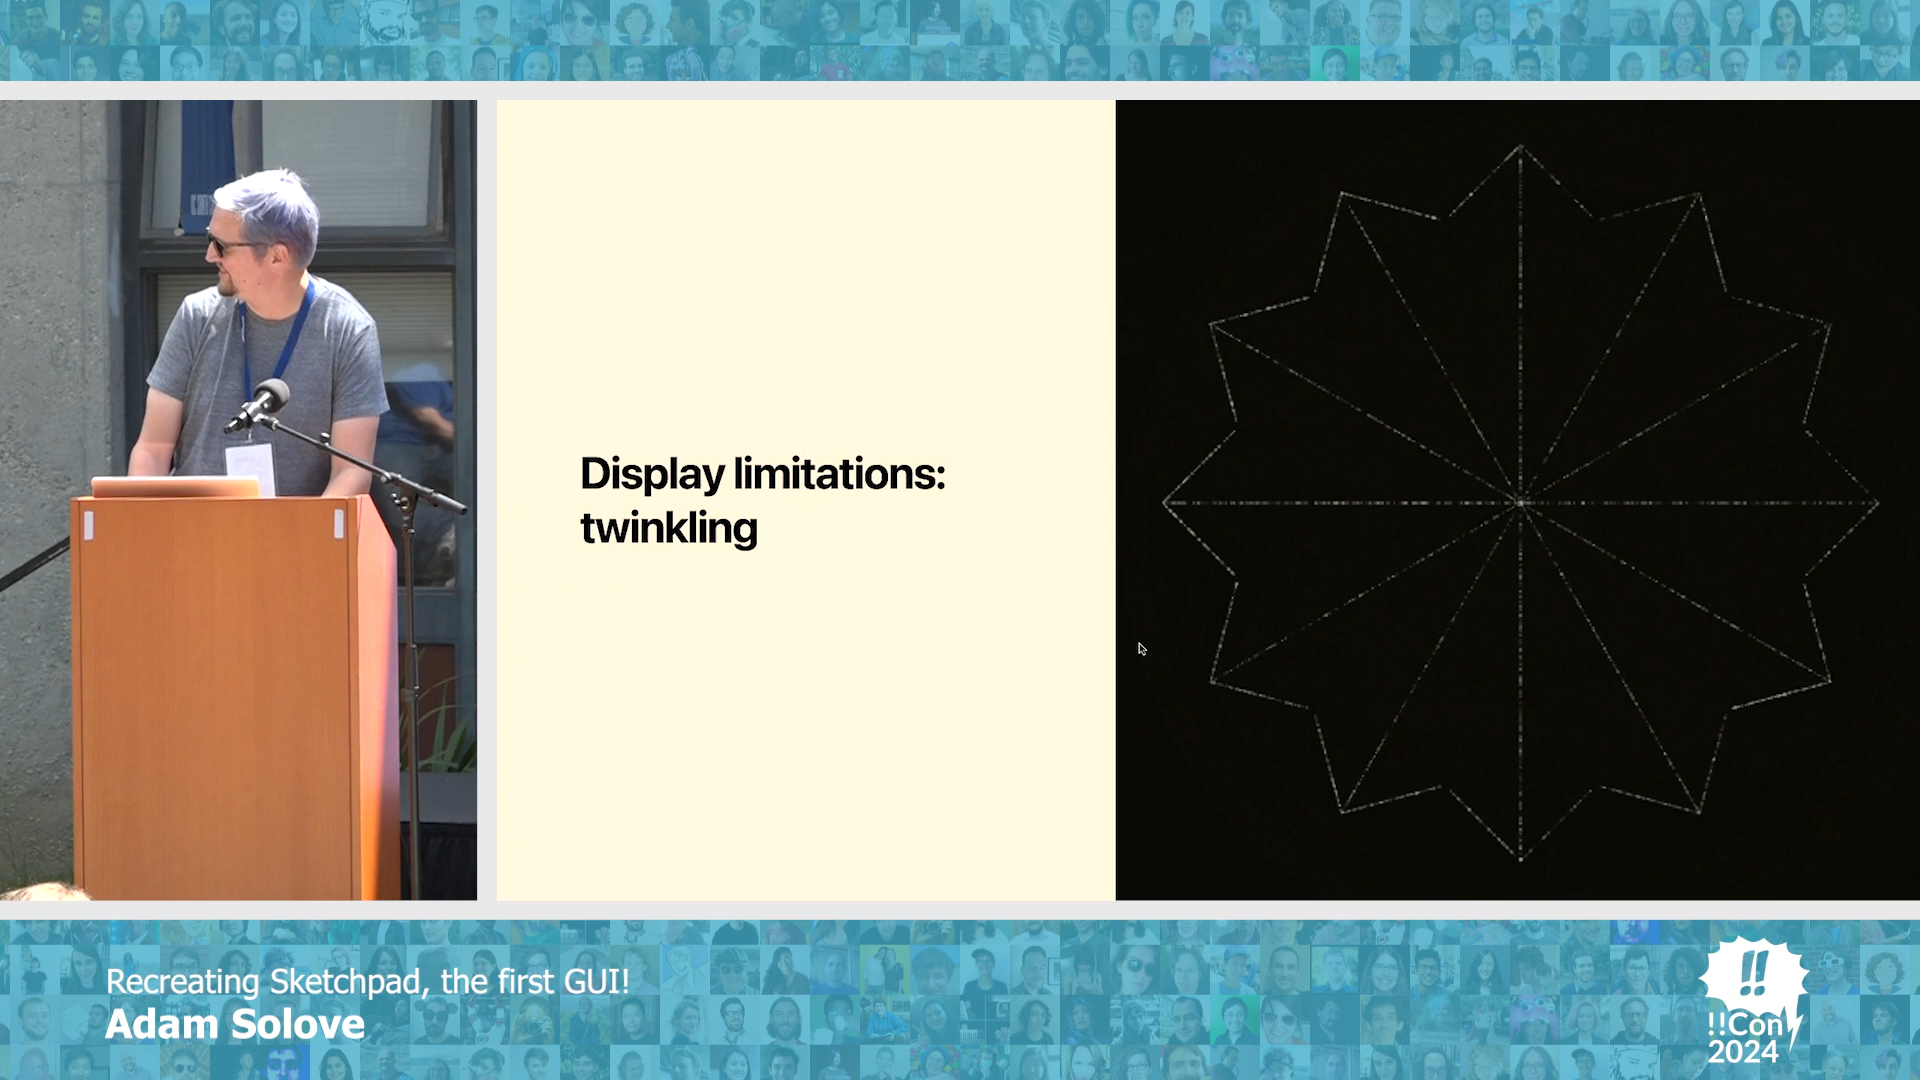 Display limitations:
twinkling
Recreating Sketchpad, the first GUI!
Adam Solove
!!
!!Con
2024